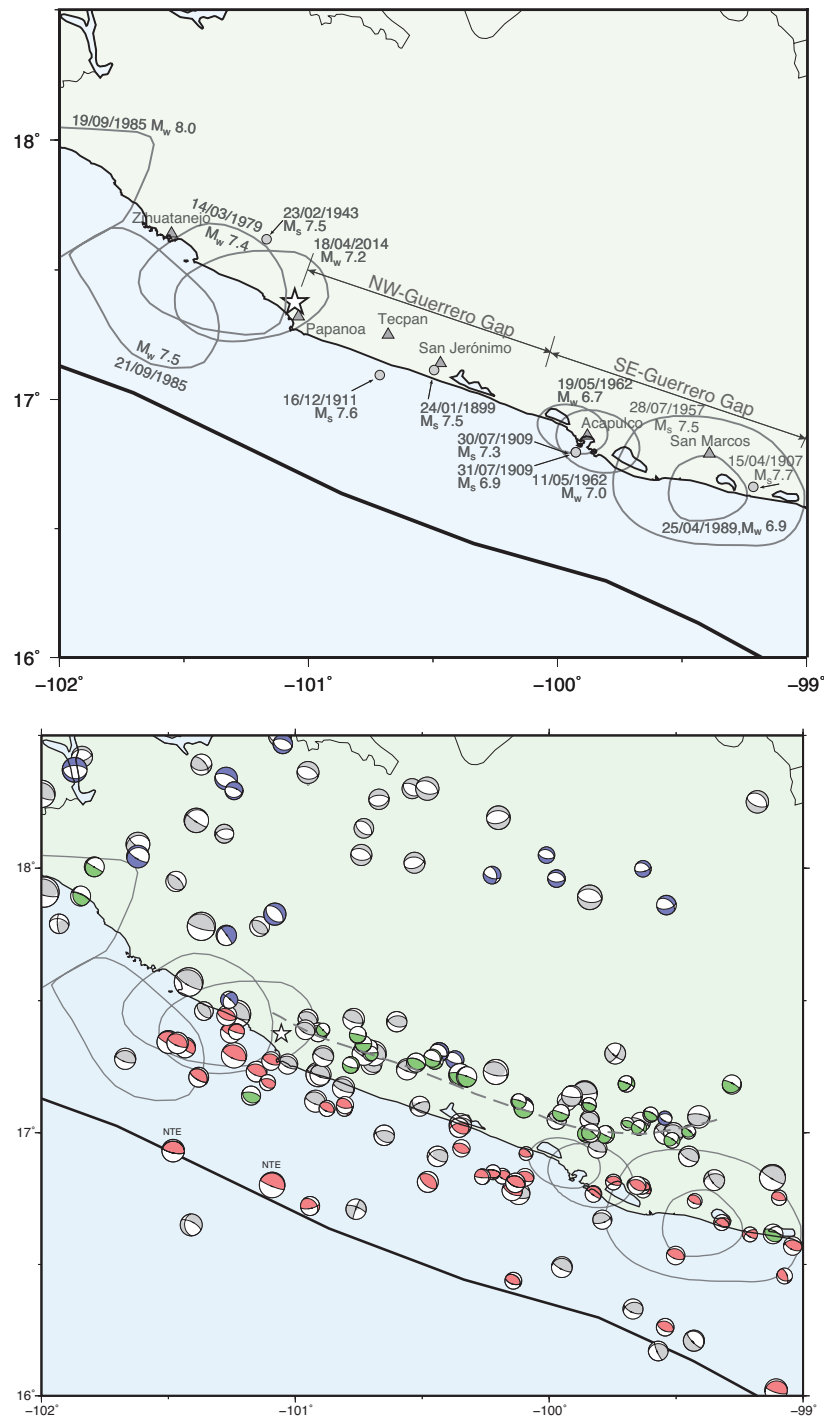 19/09/1985 Mw 8.0
18˚
14/03/1979
Mw 7.4
23/02/1943
Ms 7.5
Zihuatanejo
18/04/2014
Mw 7.2
NW-Guerrero Gap
Tecpan
Papanoa
San Jerónimo
SE-Guerrero Gap
Mw 7.5
21/09/1985
17˚
16/12/1911
Ms 7.6
24/01/1899
Ms 7.5
19/05/1962
Mw 6.7
28/07/1957
Ms 7.5
Acapulco
San Marcos
30/07/1909
Ms 7.3
31/07/1909
Ms 6.9
15/04/1907
Ms7.7
11/05/1962
Mw 7.0
25/04/1989,Mw 6.9
16˚
−102˚
−101˚
−100˚
−99˚
18˚
17˚
NTE
NTE
16˚
−102˚
−101˚
−100˚
−99˚